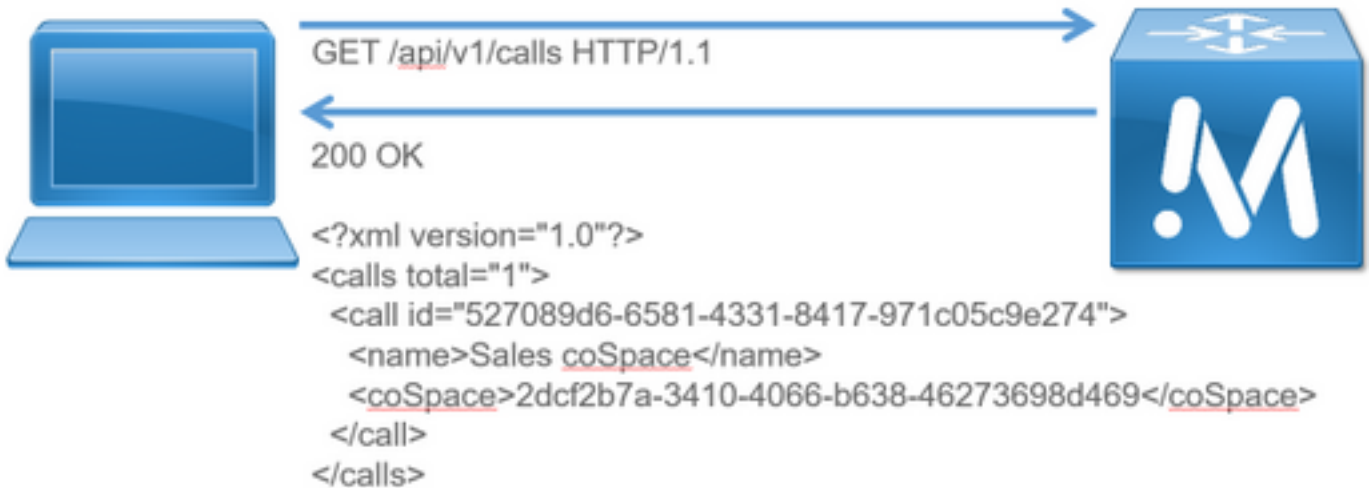 GET /api/v1/calls HTTP/1.1
200 OK
<?xml version="1.0"?>
<calls total="1">
<call id="527089d6-6581-4331-8417-971c05c9e274">
<name>Sales coSpace</name>
<coSpace>2dcf2b7a-3410-4066-b638-46273698d469</coSpace>
</call>
</calls>